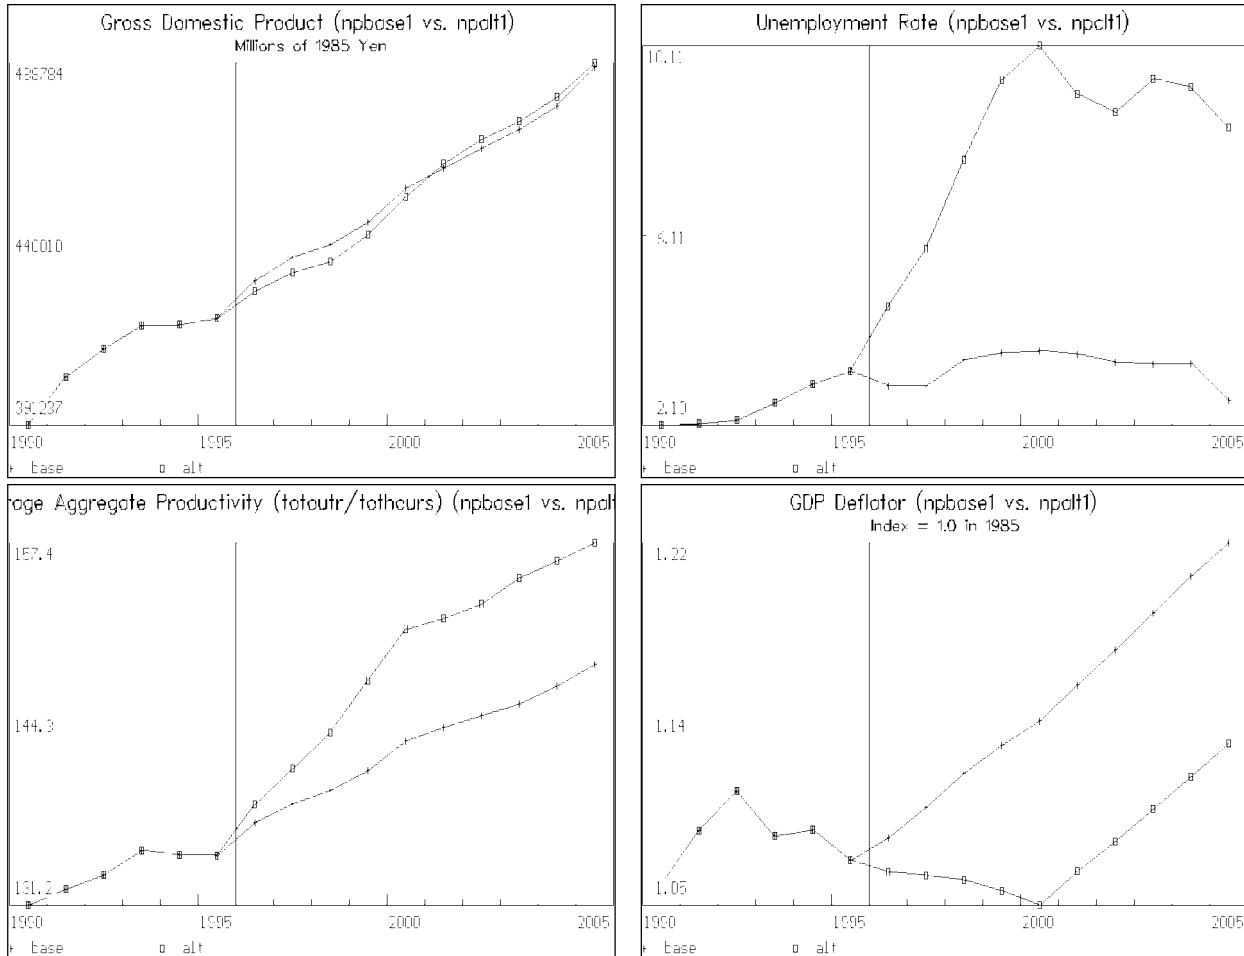 Gross Domestic Product (npbase1 vs. npalt1)
Millions of 1985 Yen
488784
440010
391237
1990 1995 2000 2005
+ base □ alt
Unemployment Rate (npbase1 vs. npalt1)
10.11
6.11
2.10
1990 1995 2000 2005
+ base □ alt
rage Aggregate Productivity (totoutr/tothours) (npbase1 vs. npalt
157.4
144.3
131.2
1990 1995 2000 2005
+ base □ alt
GDP Deflator (npbase1 vs. npalt1)
Index = 1.0 in 1985
1.22
1.14
1.05
1990 1995 2000 2005
+ base □ alt